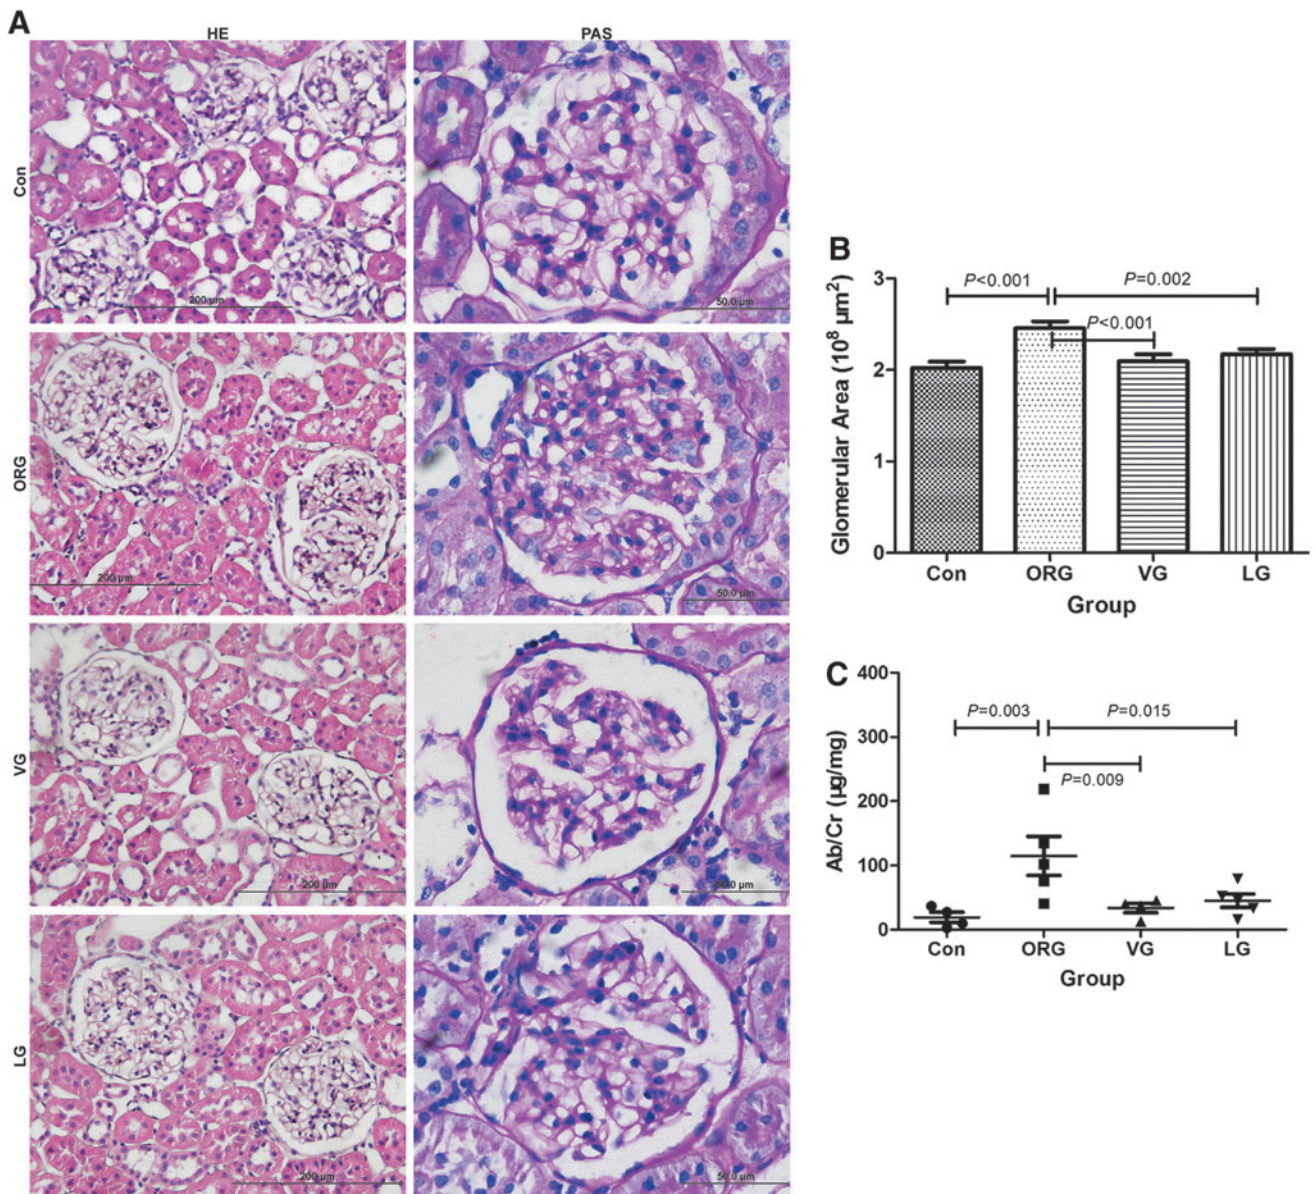 A
HE
PAS
Con
200 µm
50.0 µm
ORG
200 µm
50.0 µm
VG
200 µm
50.0 µm
LG
200 µm
50.0 µm
B
Glomerular Area (10⁸ µm²)
3
2
1
0
P<0.001
P=0.002
P<0.001
Con ORG VG LG
Group
C
Ab/Cr (µg/mg)
400
300
200
100
0
P=0.003
P=0.015
P=0.009
Con ORG VG LG
Group